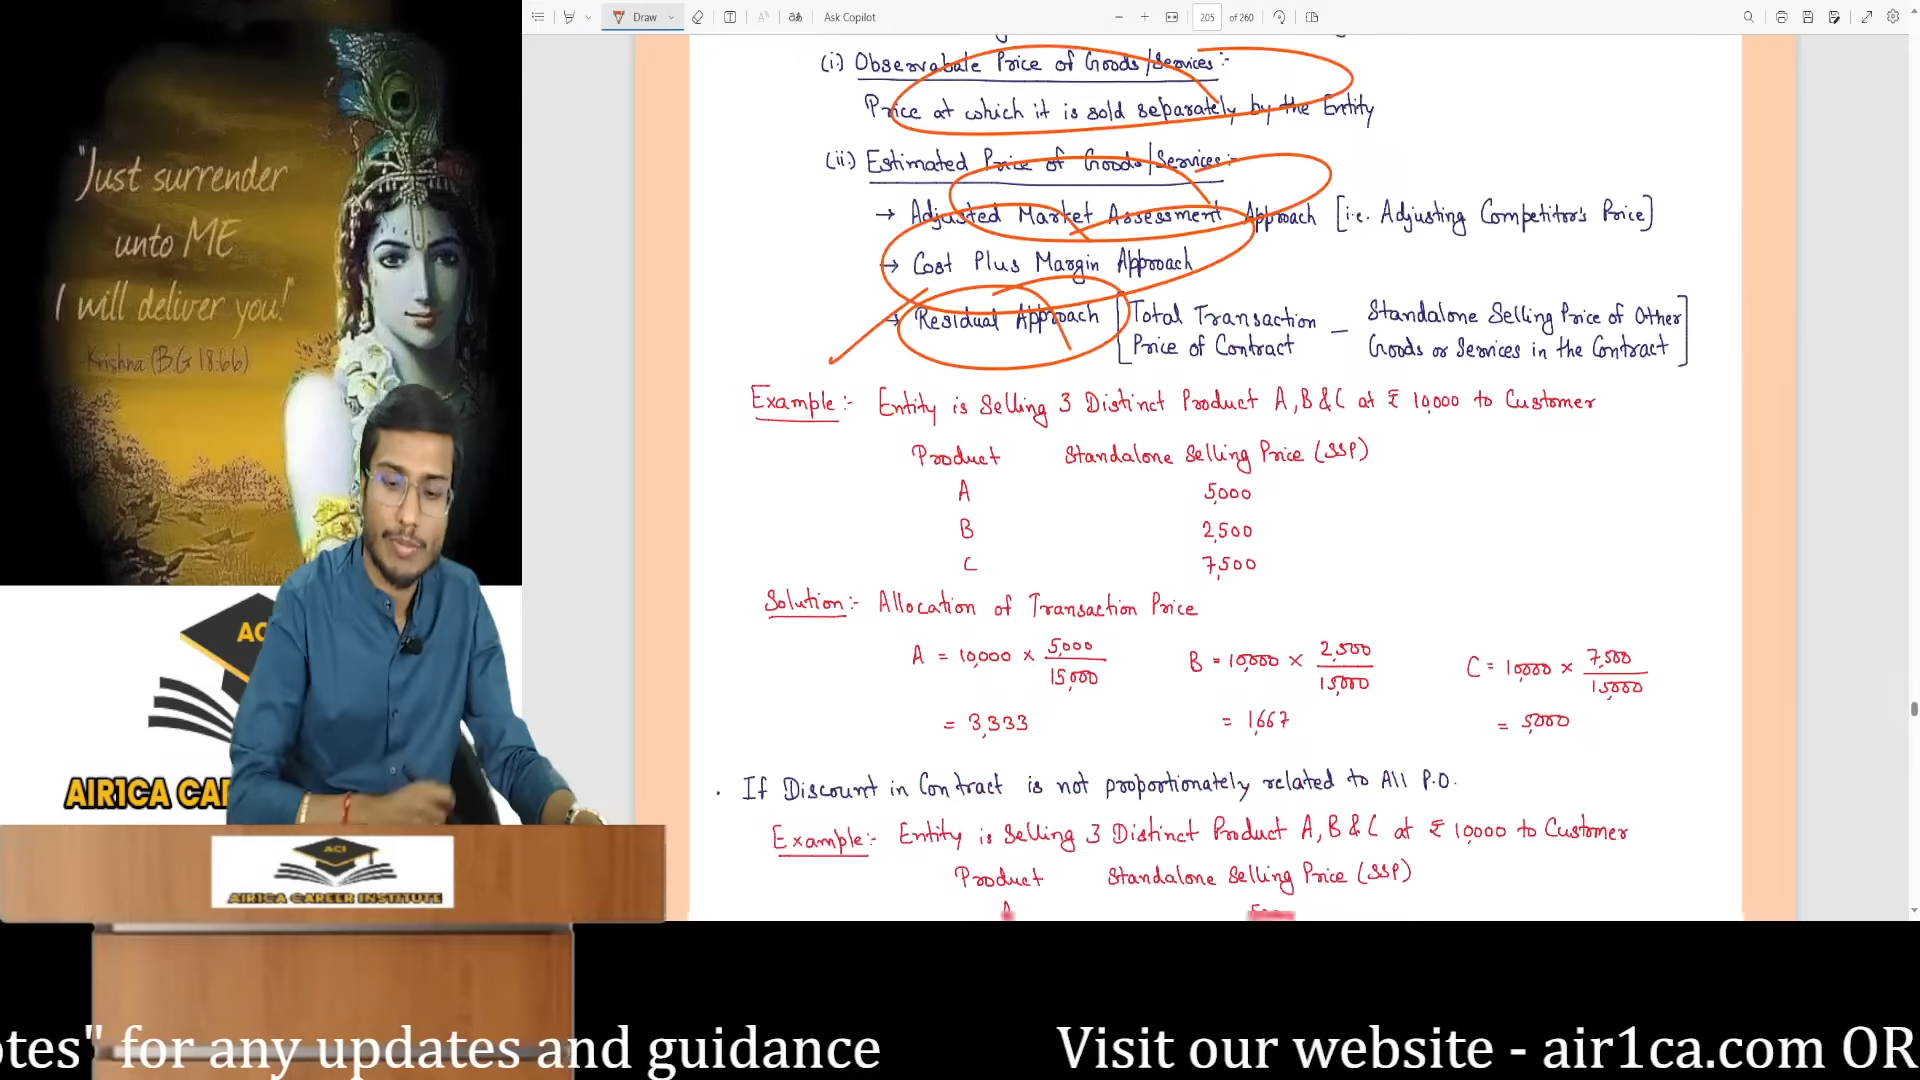 Draw
Ask Copilot
205 of 260
(i) Observabale Price of Goods/Services :-
Price at which it is sold separately by the Entity
(ii) Estimated Price of Goods/Services :-
→ Adjusted Market Assessment Approach [i.e. Adjusting Competitor's Price]
→ Cost Plus Margin Approach
→ Residual Approach [Total Transaction Price of Contract – Standalone Selling Price of Other Goods or Services in the Contract]
Example :- Entity is Selling 3 Distinct Product A, B & C at ₹ 10,000 to Customer
Product Standalone Selling Price (SSP)
A 5,000
B 2,500
C 7,500
Solution :- Allocation of Transaction Price
A = 10,000 × 5,000/15,000 B = 10,000 × 2,500/15,000 C = 10,000 × 7,500/15,000
= 3,333 = 1,667 = 5,000
. If Discount in Contract is not proportionately related to All P.O.
Example :- Entity is Selling 3 Distinct Product A, B & C at ₹ 10,000 to Customer
Product Standalone Selling Price (SSP)
"Just surrender
unto ME
I will deliver you!"
-Krishna (B.G 18:66)
AIR1CA CA
ACI
AIR1CA CAREER INSTITUTE
otes" for any updates and guidance Visit our website - air1ca.com OR